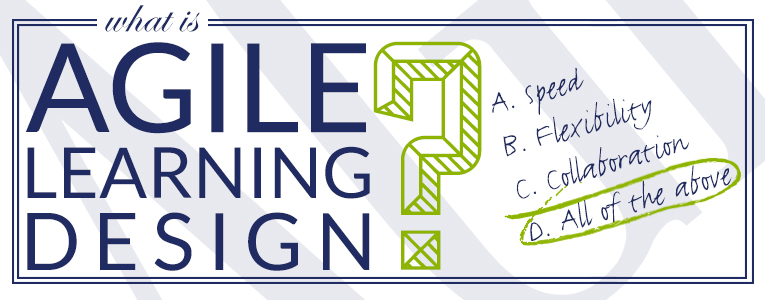 what is
AGILE
LEARNING
DESIGN
?
A. Speed
B. Flexibility
C. Collaboration
D. All of the above